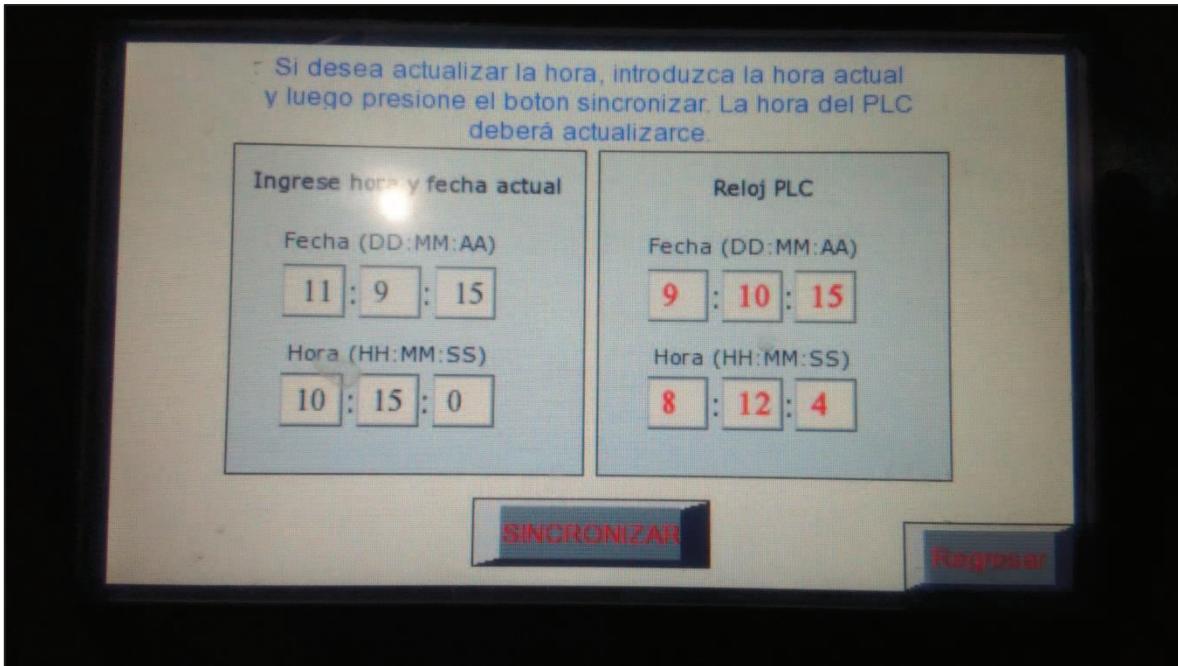 Si desea actualizar la hora, introduzca la hora actual
y luego presione el boton sincronizar. La hora del PLC
deberá actualizarce.
Ingrese hora y fecha actual
Fecha (DD:MM:AA)
11 : 9 : 15
Hora (HH:MM:SS)
10 : 15 : 0
Reloj PLC
Fecha (DD:MM:AA)
9 : 10 : 15
Hora (HH:MM:SS)
8 : 12 : 4
SINCRONIZAR
Regresar